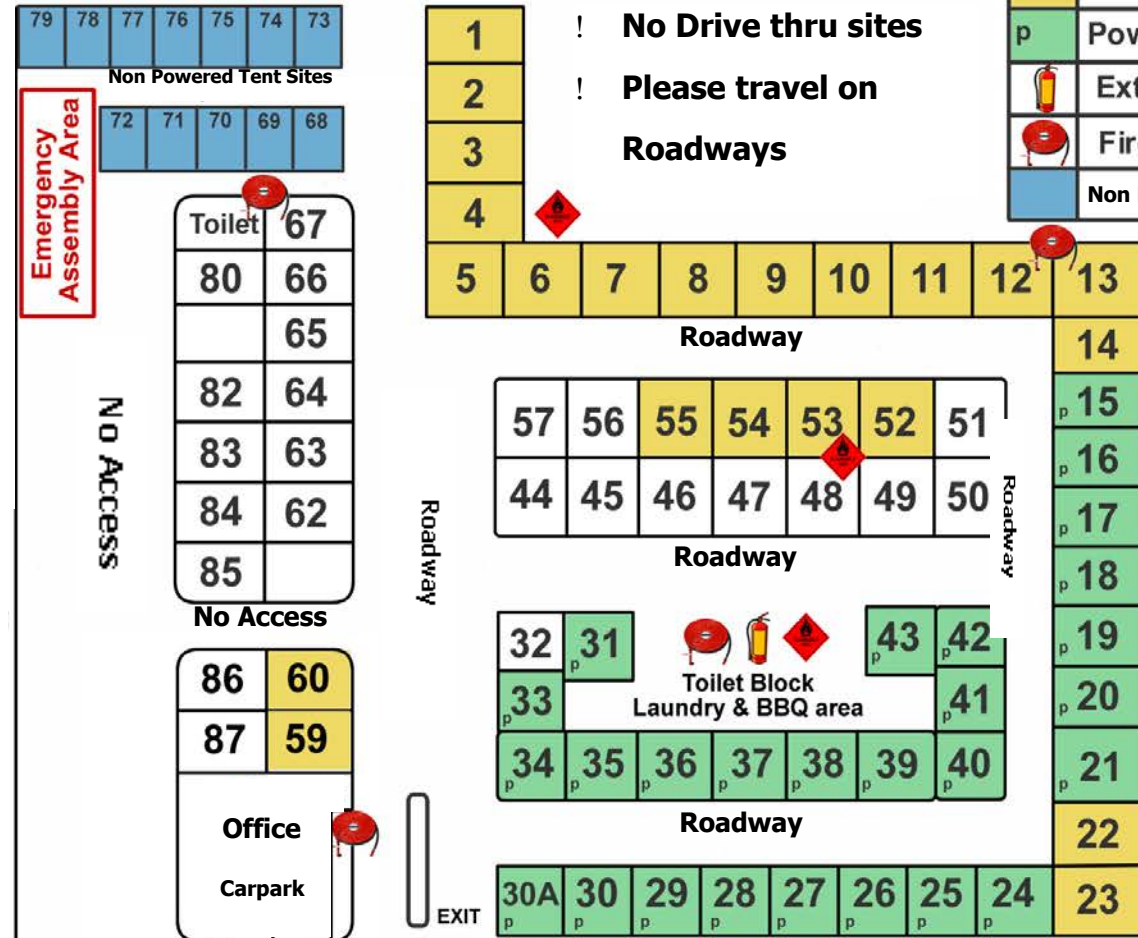 79 78 77 76 75 74 73
Non Powered Tent Sites
72 71 70 69 68
Emergency
Assembly Area
! No Drive thru sites
! Please travel on
Roadways
p
Non
1
2
3
4
5 6 7 8 9 10 11 12 13
Roadway
14
p 15
p 16
p 17
p 18
p 19
p 20
p 21
22
23
Toilet 67
80 66
65
82 64
83 63
84 62
85
No Access
No Access
86 60
87 59
Office
Carpark
Roadway
57 56 55 54 53 52 51
44 45 46 47 48 49 50
Roadway
Roadway
32 p 31 p 43 p 42
Toilet Block
Laundry & BBQ area
p 33 p 41
p 34 p 35 p 36 p 37 p 38 p 39 p 40
Roadway
EXIT
30A p 30 p 29 p 28 p 27 p 26 p 25 p 24 p